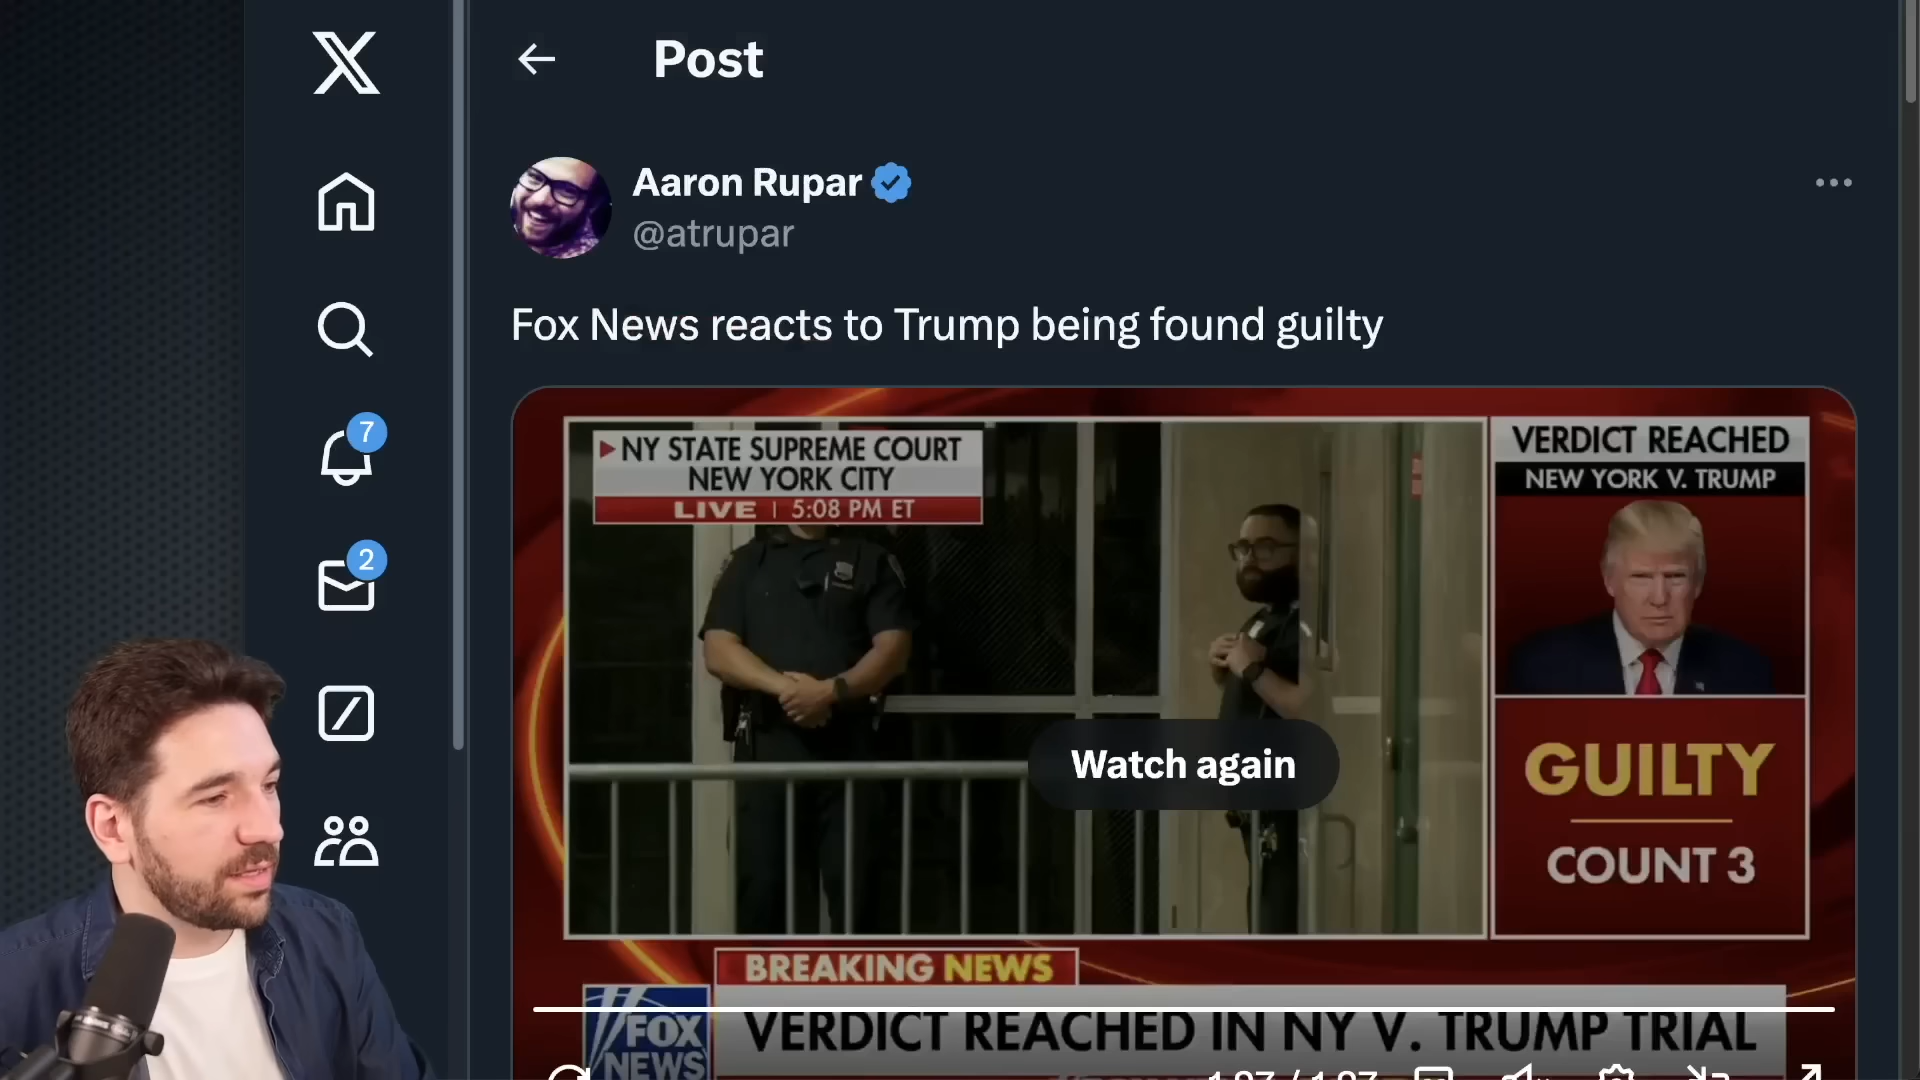 Post
Aaron Rupar
@atrupar
Fox News reacts to Trump being found guilty
7
2
NY STATE SUPREME COURT
NEW YORK CITY
LIVE | 5:08 PM ET
VERDICT REACHED
NEW YORK V. TRUMP
Watch again
GUILTY
COUNT 3
BREAKING NEWS
FOX
NEWS
VERDICT REACHED IN NY V. TRUMP TRIAL